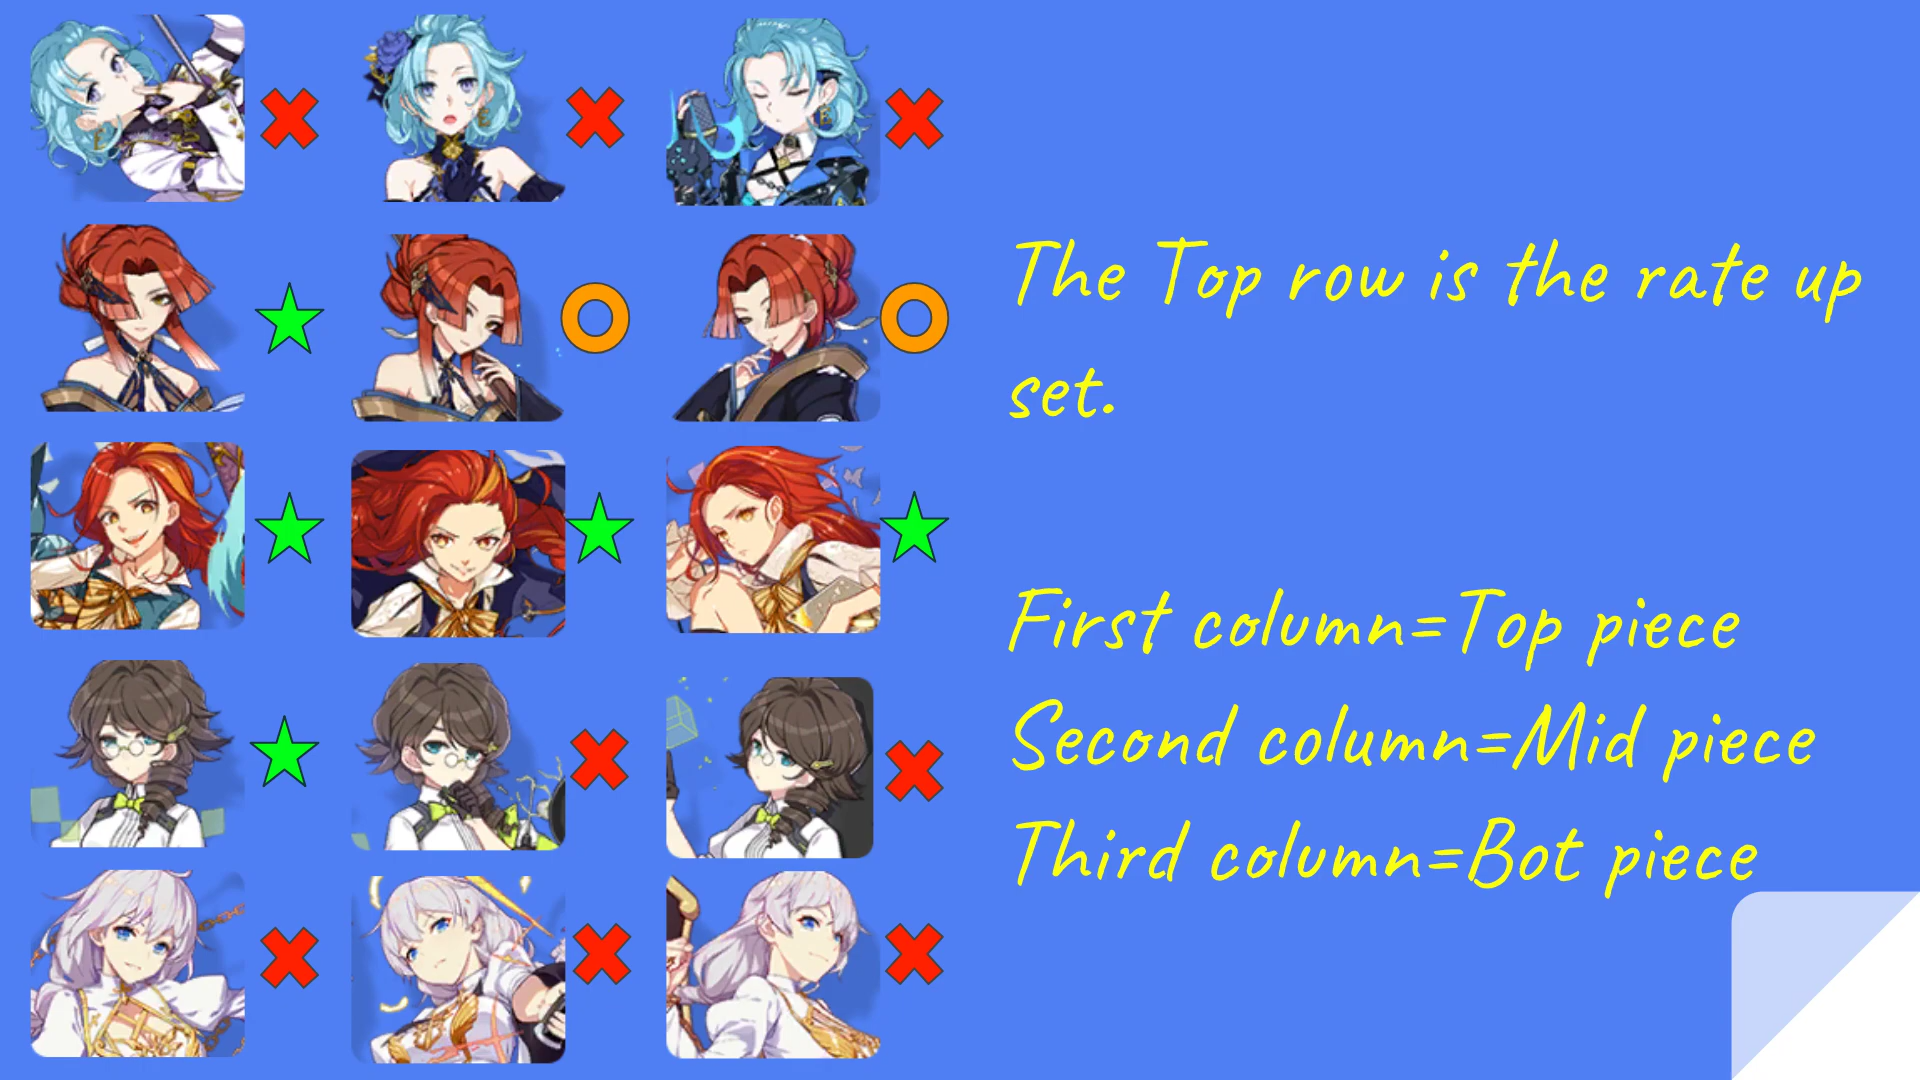 The Top row is the rate up
set.
First column=Top piece
Second column=Mid piece
Third column=Bot piece